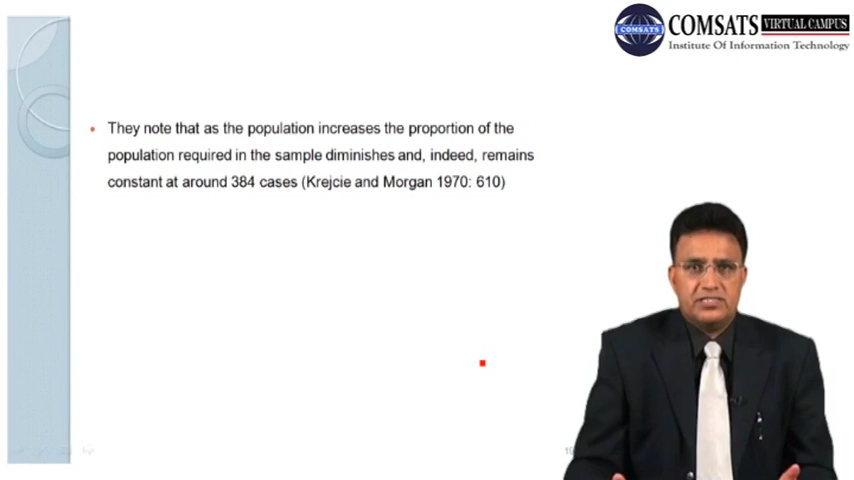 COMSATS VIRTUAL CAMPUS
Institute Of Information Technology
COMSATS
They note that as the population increases the proportion of the
population required in the sample diminishes and, indeed, remains
constant at around 384 cases (Krejcie and Morgan 1970: 610)